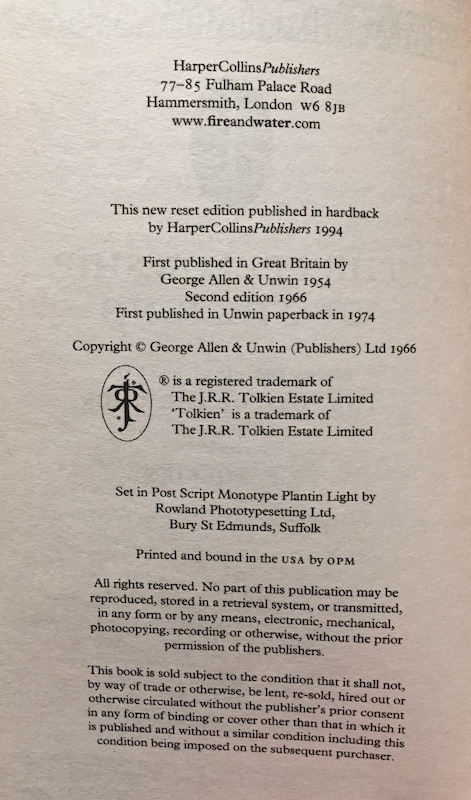 HarperCollinsPublishers
77–85 Fulham Palace Road
Hammersmith, London W6 8JB
www.fireandwater.com
This new reset edition published in hardback
by HarperCollinsPublishers 1994
First published in Great Britain by
George Allen & Unwin 1954
Second edition 1966
First published in Unwin paperback in 1974
Copyright © George Allen & Unwin (Publishers) Ltd 1966
® is a registered trademark of
The J.R.R. Tolkien Estate Limited
‘Tolkien’ is a trademark of
The J.R.R. Tolkien Estate Limited
Set in Post Script Monotype Plantin Light by
Rowland Phototypesetting Ltd,
Bury St Edmunds, Suffolk
Printed and bound in the USA by OPM
All rights reserved. No part of this publication may be
reproduced, stored in a retrieval system, or transmitted,
in any form or by any means, electronic, mechanical,
photocopying, recording or otherwise, without the prior
permission of the publishers.
This book is sold subject to the condition that it shall not,
by way of trade or otherwise, be lent, re-sold, hired out or
otherwise circulated without the publisher's prior consent
in any form of binding or cover other than that in which it
is published and without a similar condition including this
condition being imposed on the subsequent purchaser.